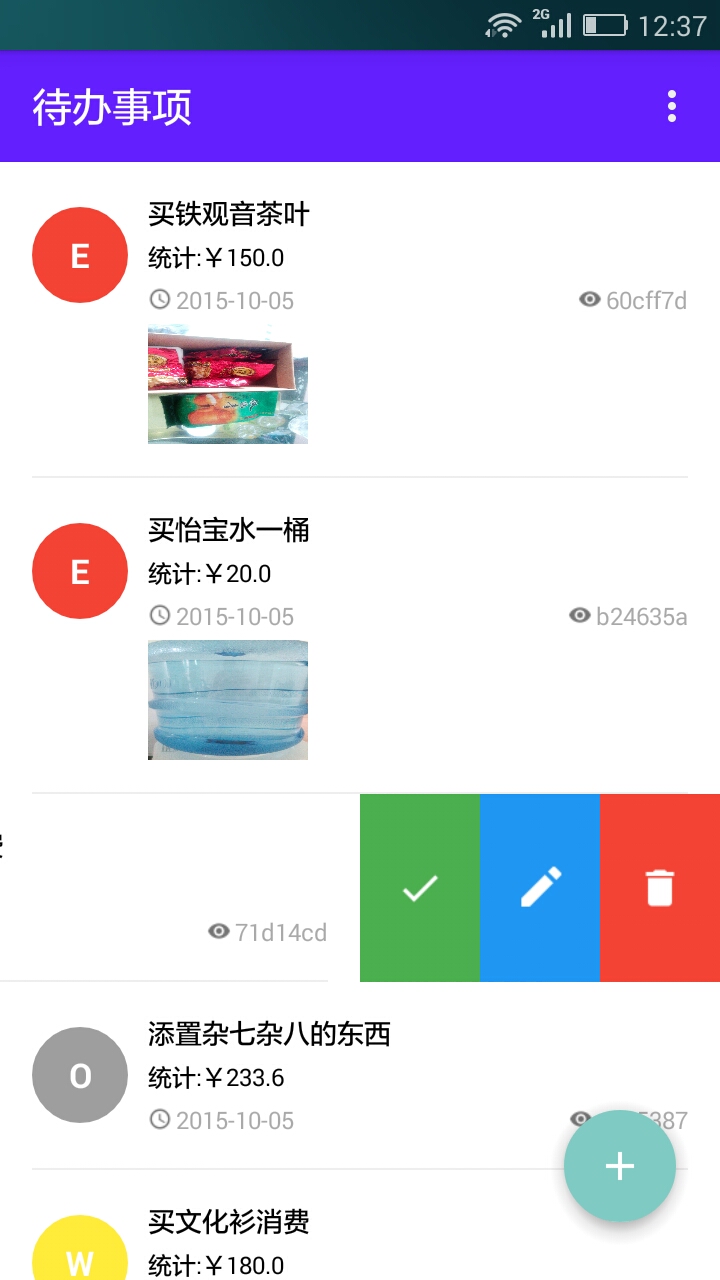 2G 12:37
待办事项
E
买铁观音茶叶
统计:￥150.0
2015-10-05 60cff7d
E
买怡宝水一桶
统计:￥20.0
2015-10-05 b24635a
71d14cd
O
添置杂七杂八的东西
统计:￥233.6
2015-10-05 5387
W
买文化衫消费
统计:￥180.0